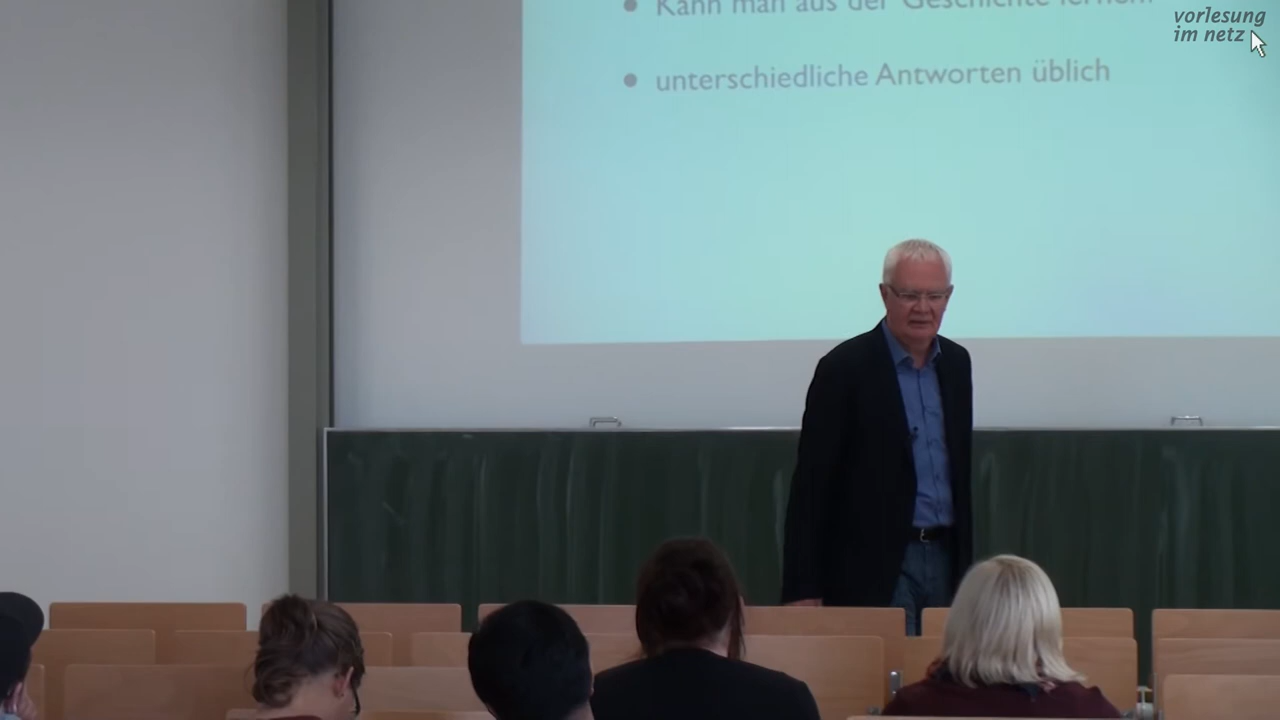 Kann man aus der Geschichte lernen?
unterschiedliche Antworten üblich
vorlesung
im netz